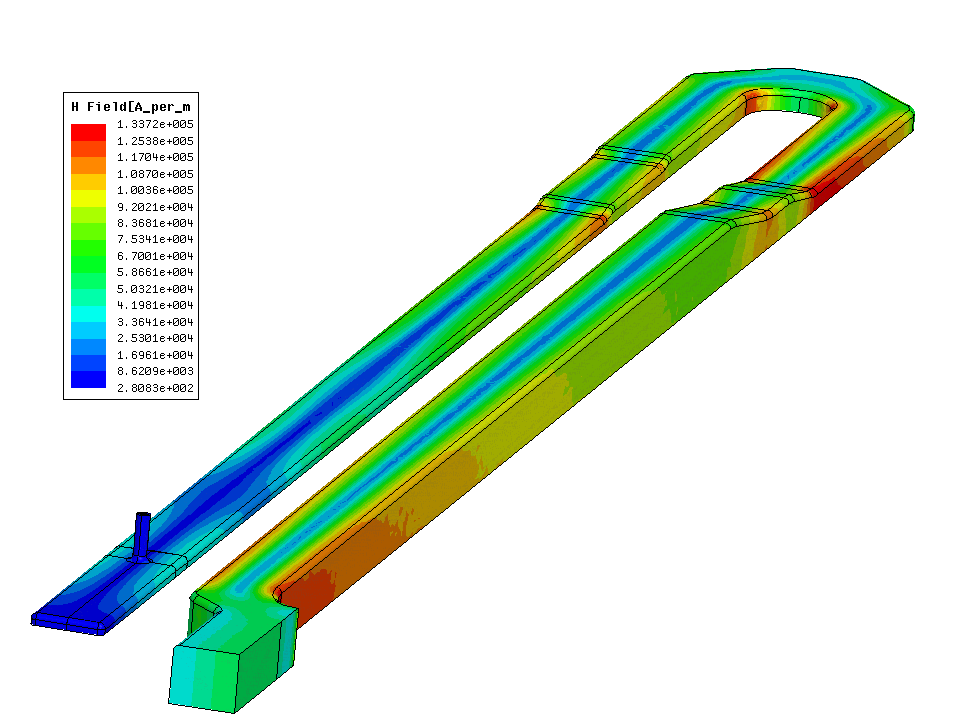 H Field[A_per_m
1.3372e+005
1.2538e+005
1.1704e+005
1.0870e+005
1.0036e+005
9.2021e+004
8.3681e+004
7.5341e+004
6.7001e+004
5.8661e+004
5.0321e+004
4.1981e+004
3.3641e+004
2.5301e+004
1.6961e+004
8.6209e+003
2.8083e+002